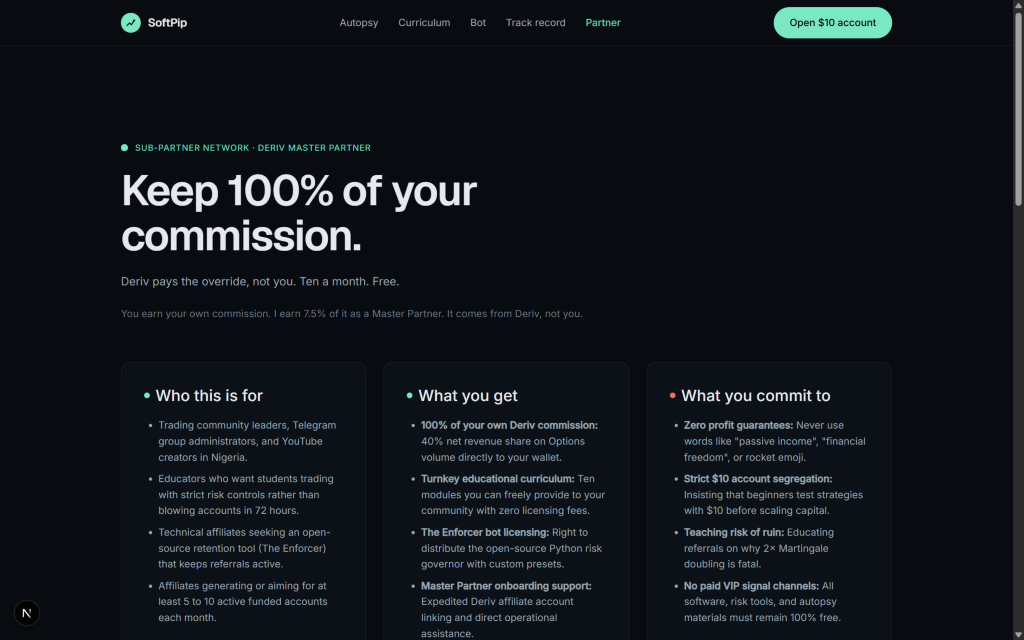 SoftPip
Autopsy Curriculum Bot Track record Partner
Open $10 account
SUB-PARTNER NETWORK · DERIV MASTER PARTNER
Keep 100% of your
commission.
Deriv pays the override, not you. Ten a month. Free.
You earn your own commission. I earn 7.5% of it as a Master Partner. It comes from Deriv, not you.
Who this is for
Trading community leaders, Telegram
group administrators, and YouTube
creators in Nigeria.
Educators who want students trading
with strict risk controls rather than
blowing accounts in 72 hours.
Technical affiliates seeking an open-
source retention tool (The Enforcer)
that keeps referrals active.
Affiliates generating or aiming for at
least 5 to 10 active funded accounts
each month.
What you get
100% of your own Deriv commission:
40% net revenue share on Options
volume directly to your wallet.
Turnkey educational curriculum: Ten
modules you can freely provide to your
community with zero licensing fees.
The Enforcer bot licensing: Right to
distribute the open-source Python risk
governor with custom presets.
Master Partner onboarding support:
Expedited Deriv affiliate account
linking and direct operational
assistance.
What you commit to
Zero profit guarantees: Never use
words like "passive income", "financial
freedom", or rocket emoji.
Strict $10 account segregation:
Insisting that beginners test strategies
with $10 before scaling capital.
Teaching risk of ruin: Educating
referrals on why 2× Martingale
doubling is fatal.
No paid VIP signal channels: All
software, risk tools, and autopsy
materials must remain 100% free.
N